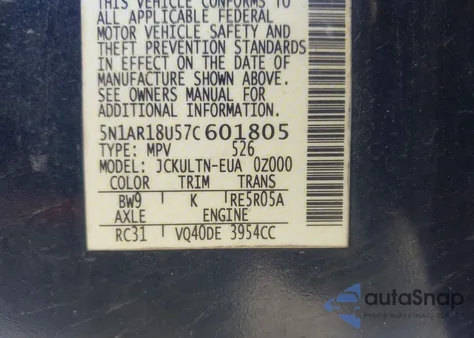 THIS VEHICLE CONFORMS TO
ALL APPLICABLE FEDERAL
MOTOR VEHICLE SAFETY AND
THEFT PREVENTION STANDARDS
IN EFFECT ON THE DATE OF
MANUFACTURE SHOWN ABOVE.
SEE OWNERS MANUAL FOR
ADDITIONAL INFORMATION.
5N1AR18U57C601805
TYPE: MPV 526
MODEL: JCKULTN-EUA 0Z000
COLOR TRIM TRANS
BW9 K RE5R05A
AXLE ENGINE
RC31 VQ40DE 3954CC
autoSnap